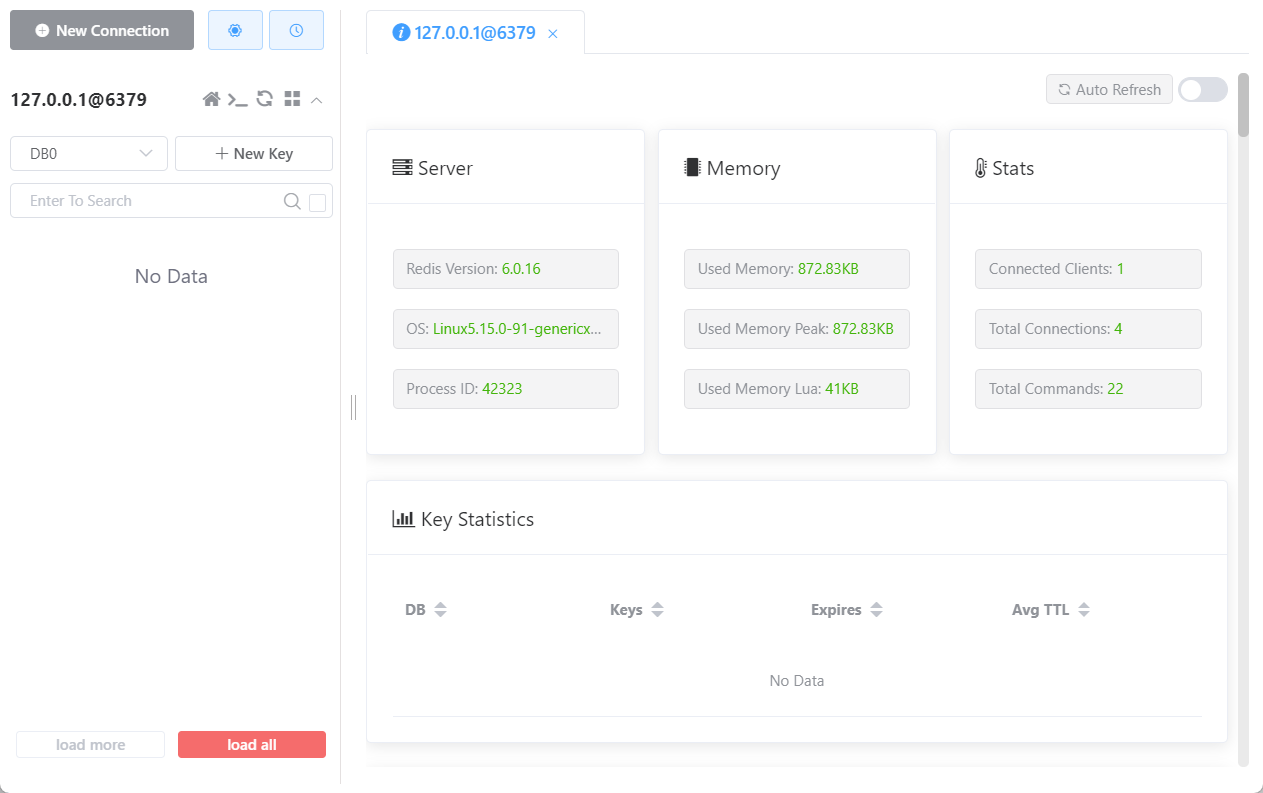 New Connection
127.0.0.1@6379
DB0
New Key
Enter To Search
No Data
load more
load all
127.0.0.1@6379
Auto Refresh
Server
Redis Version: 6.0.16
OS: Linux5.15.0-91-genericx...
Process ID: 42323
Memory
Used Memory: 872.83KB
Used Memory Peak: 872.83KB
Used Memory Lua: 41KB
Stats
Connected Clients: 1
Total Connections: 4
Total Commands: 22
Key Statistics
DB Keys Expires Avg TTL
No Data